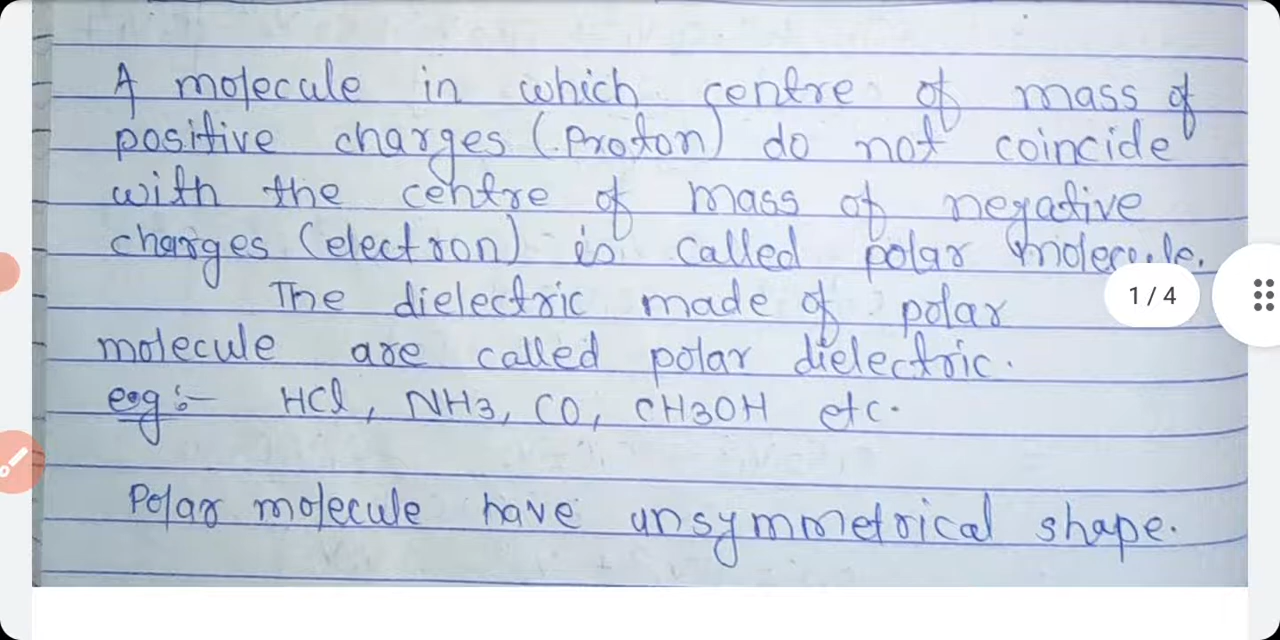 A molecule in which centre of mass of
positive charges (Proton) do not coincide
with the centre of mass of negative
charges (electron) is called polar molecule.
The dielectric made of polar
1 / 4
molecule are called polar dielectric.
eg :- HCl, NH3, CO, CH3OH etc.
Polar molecule have unsymmetrical shape.